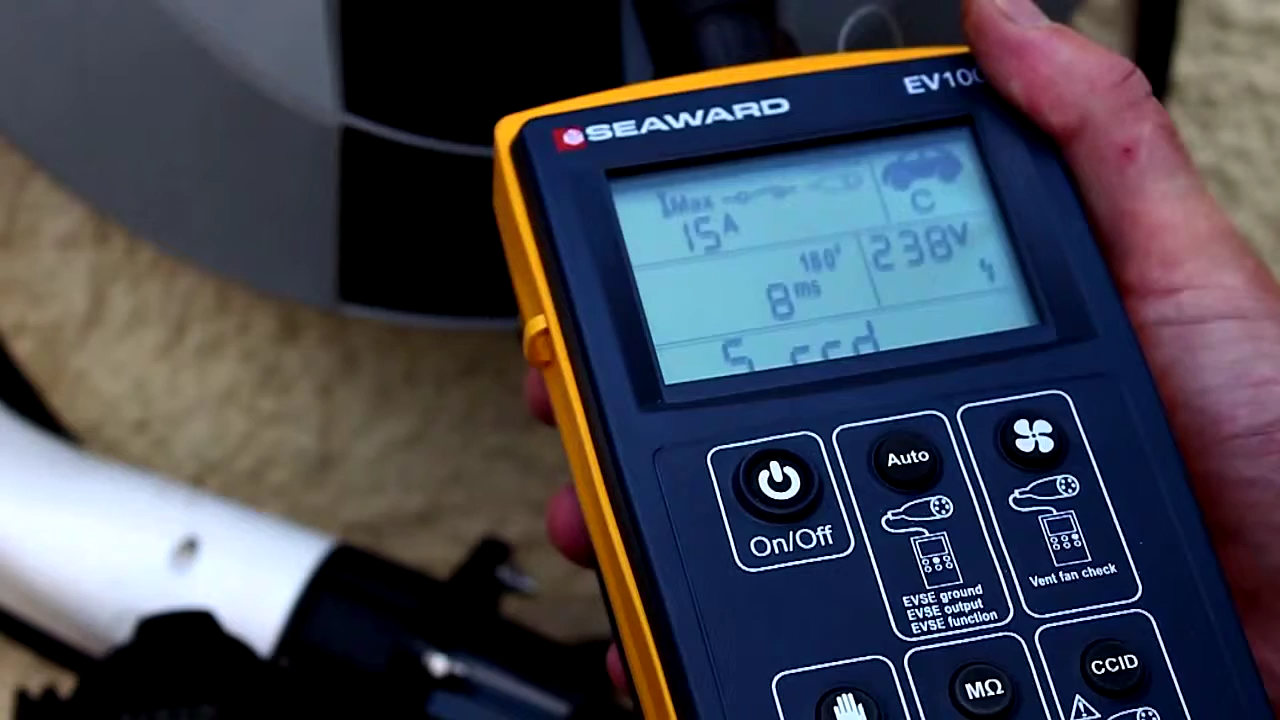 SEAWARD
EV100
IMax
15A
C
180°
8ms
238V
On/Off
Auto
EVSE ground
EVSE output
EVSE function
Vent fan check
MΩ
CCID